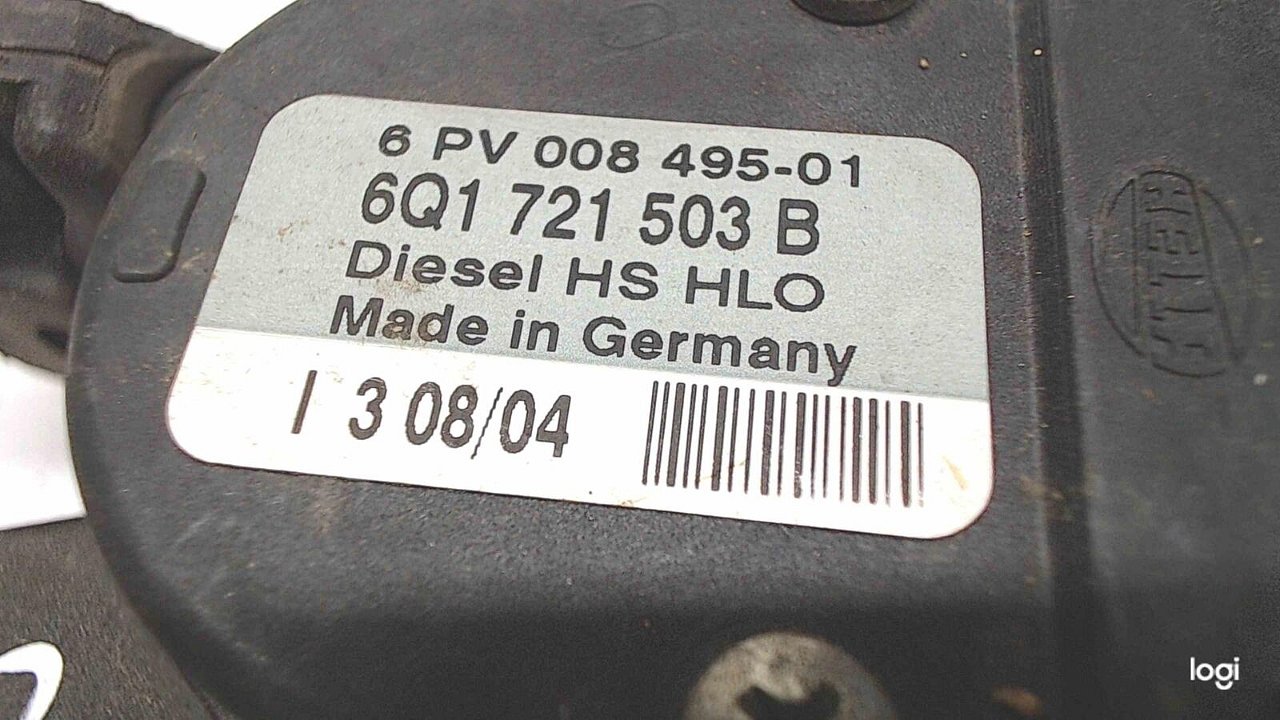 6 PV 008 495-01
6Q1 721 503 B
Diesel HS HLO
Made in Germany
I 3 08/04
HELLA
logi